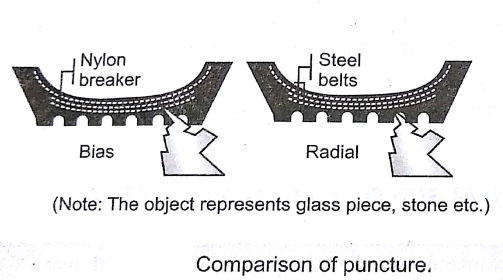 Nylon
breaker
Steel
belts
Bias
Radial
(Note: The object represents glass piece, stone etc.)
Comparison of puncture.